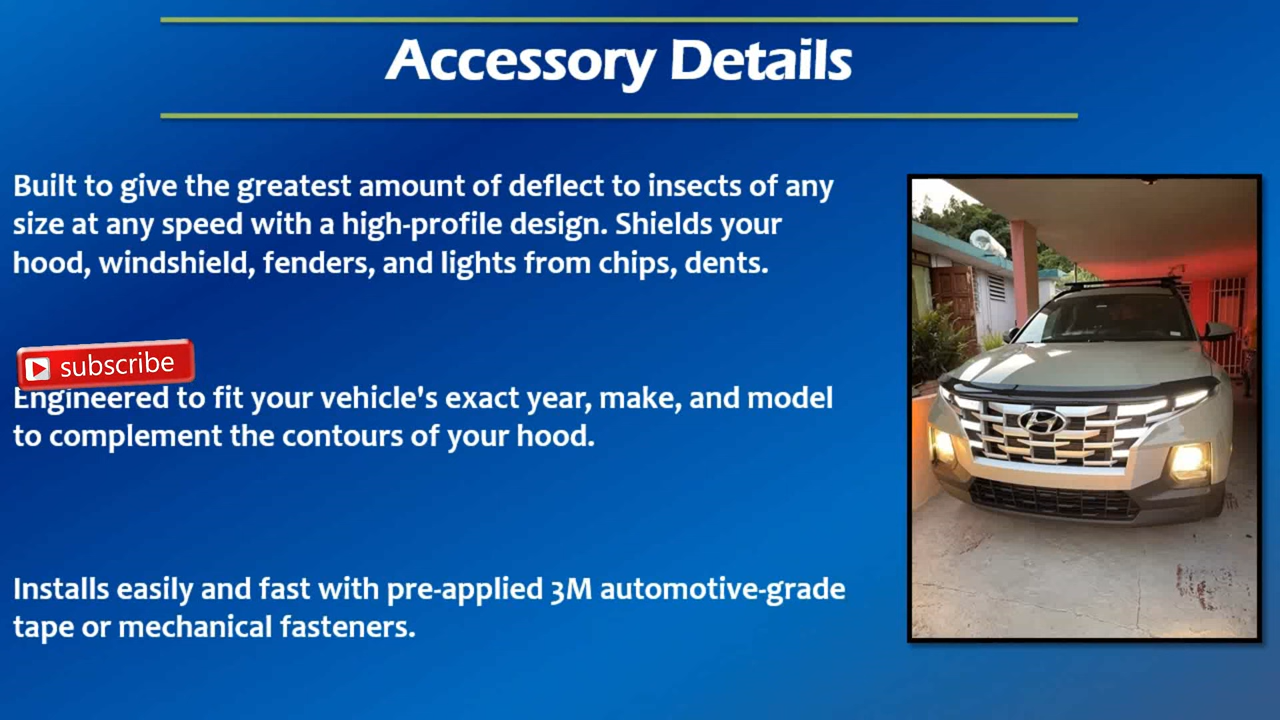 Accessory Details
Built to give the greatest amount of deflect to insects of any
size at any speed with a high-profile design. Shields your
hood, windshield, fenders, and lights from chips, dents.
subscribe
Engineered to fit your vehicle's exact year, make, and model
to complement the contours of your hood.
Installs easily and fast with pre-applied 3M automotive-grade
tape or mechanical fasteners.